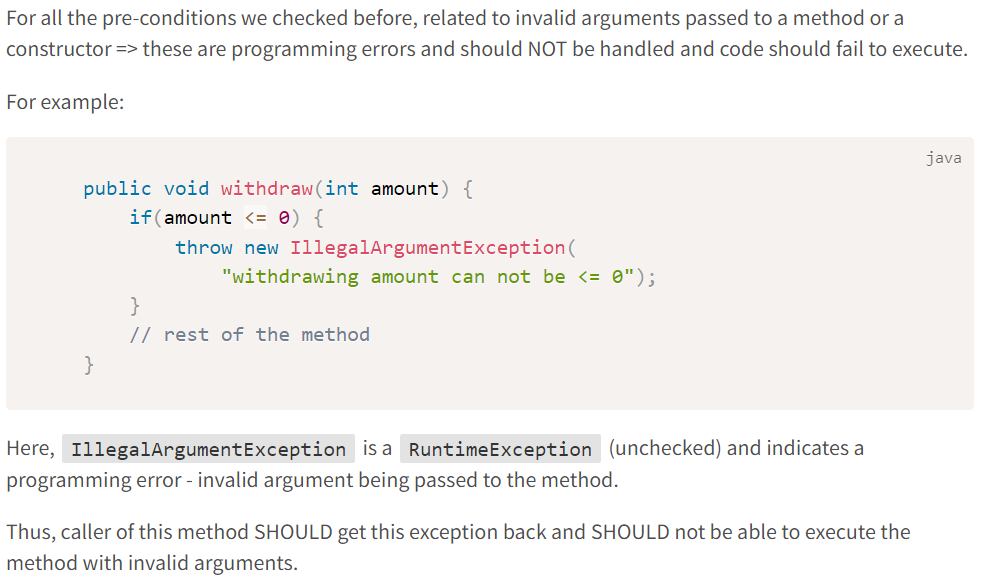 For all the pre-conditions we checked before, related to invalid arguments passed to a method or a
constructor => these are programming errors and should NOT be handled and code should fail to execute.
For example:
java
public void withdraw(int amount) {
    if(amount <= 0) {
        throw new IllegalArgumentException(
            "withdrawing amount can not be <= 0");
    }
    // rest of the method
}
Here, IllegalArgumentException is a RuntimeException (unchecked) and indicates a
programming error - invalid argument being passed to the method.
Thus, caller of this method SHOULD get this exception back and SHOULD not be able to execute the
method with invalid arguments.